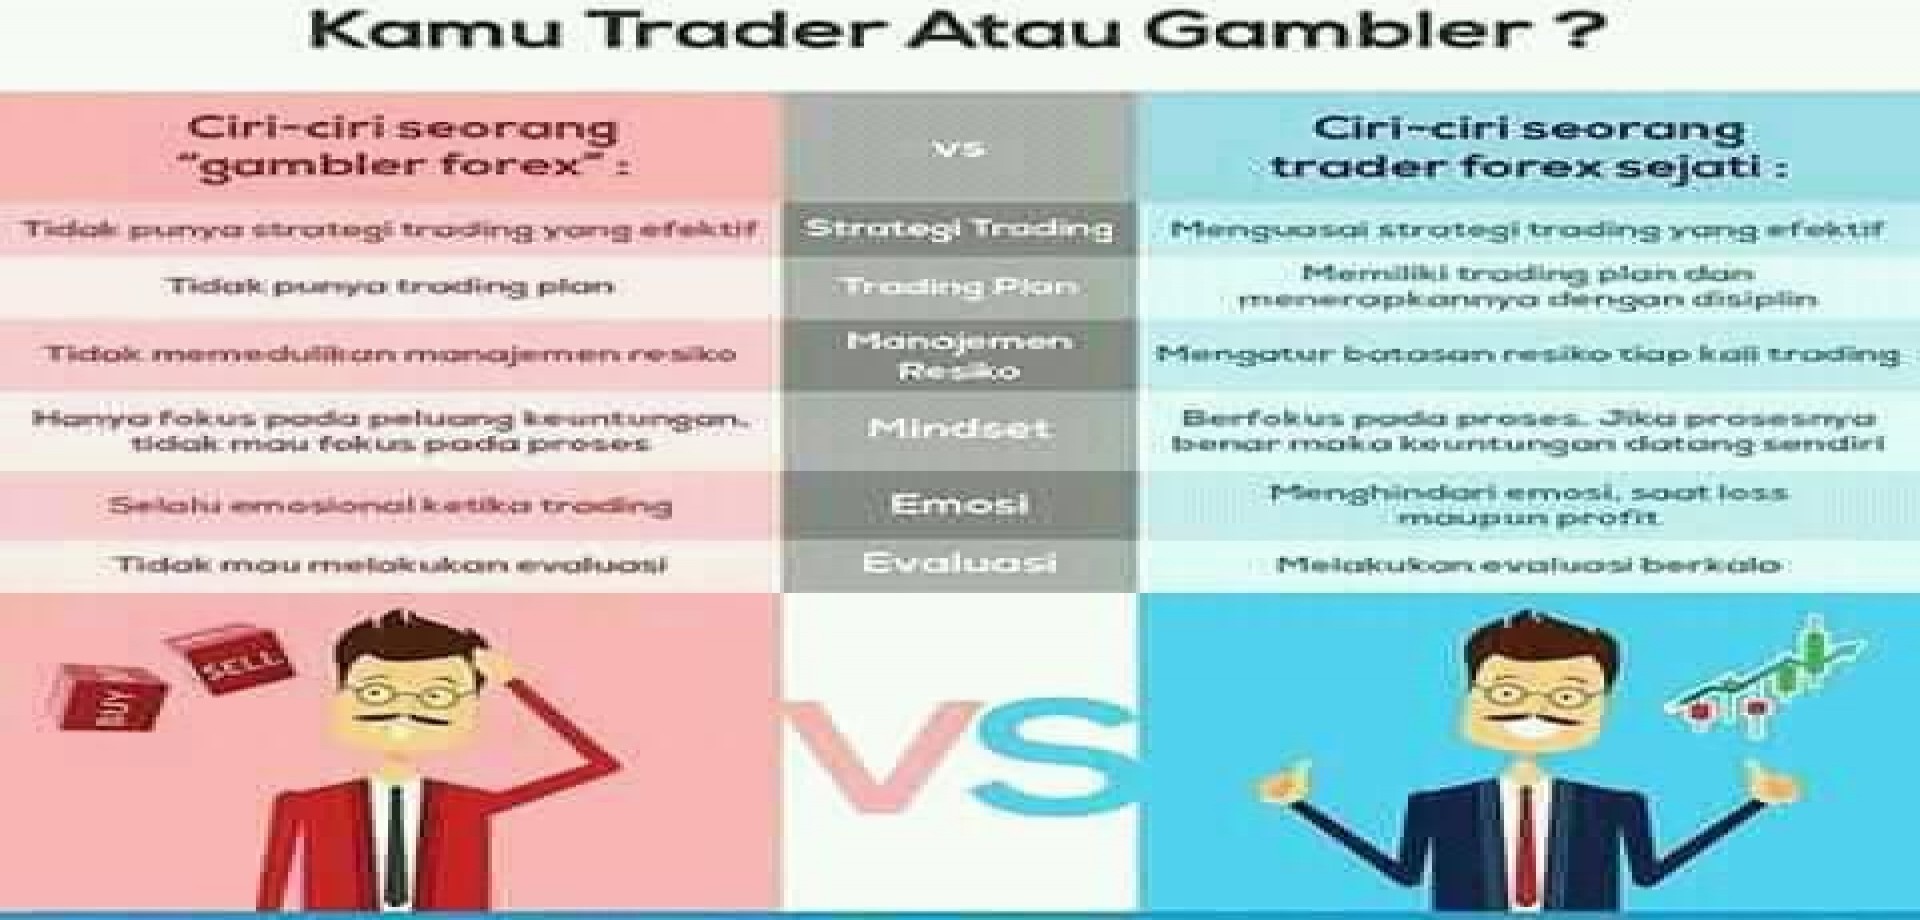 Kamu Trader Atau Gambler ?
Ciri-ciri seorang
"gambler forex" :
vs
Ciri-ciri seorang
trader forex sejati :
Tidak punya strategi trading yang efektif
Strategi Trading
Menguasai strategi trading yang efektif
Tidak punya trading plan
Trading Plan
Memiliki trading plan dan
menerapkannya dengan disiplin
Tidak memedulikan manajemen resiko
Manajemen
Resiko
Mengatur batasan resiko tiap kali trading
Hanya fokus pada peluang keuntungan,
tidak mau fokus pada proses
Mindset
Berfokus pada proses. Jika prosesnya
benar maka keuntungan datang sendiri
Selalu emosional ketika trading
Emosi
Menghindari emosi, saat loss
maupun profit
Tidak mau melakukan evaluasi
Evaluasi
Melakukan evaluasi berkala
BUY
SELL
VS